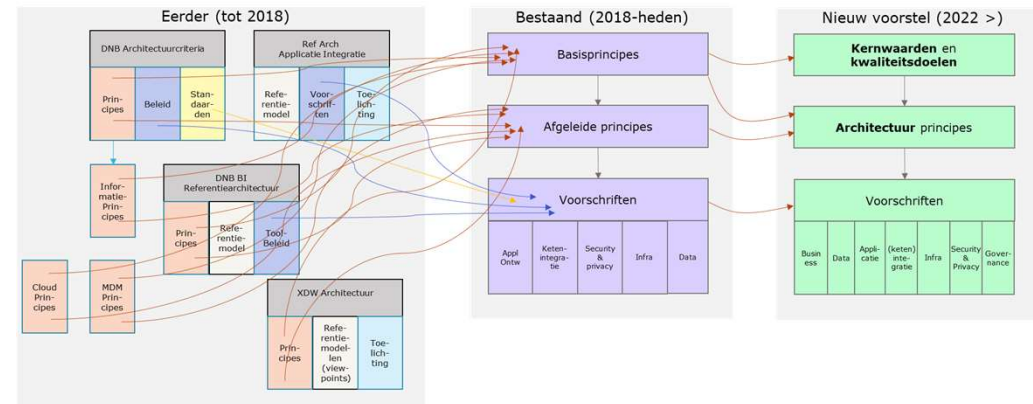 Eerder (tot 2018)
DNB Architectuurcriteria
Prin-
cipes
Beleid
Stan-
daar-
den
Ref Arch
Applicatie Integratie
Refe-
rentie-
model
Voor-
schrif-
ten
Toe-
lich-
ting
Infor-
matie-
Prin-
cipes
DNB BI
Referentiearchitectuur
Prin-
cipes
Refe-
rentie-
model
Tool-
Beleid
Cloud
Prin-
cipes
MDM
Prin-
cipes
XDW Architectuur
Prin-
cipes
Refe-
rentie-
model-
len
(view-
points)
Toe-
lich-
ting
Bestaand (2018-heden)
Basisprincipes
Afgeleide principes
Voorschriften
Appl
Ontw
Keten-
integra-
tie
Security
&
privacy
Infra
Data
Nieuw voorstel (2022 >)
Kernwaarden en
kwaliteitsdoelen
Architectuur principes
Voorschriften
Busin
ess
Data
Appli-
catie
(keten)
inte-
gratie
Infra
Security
&
Privacy
Gover-
nance